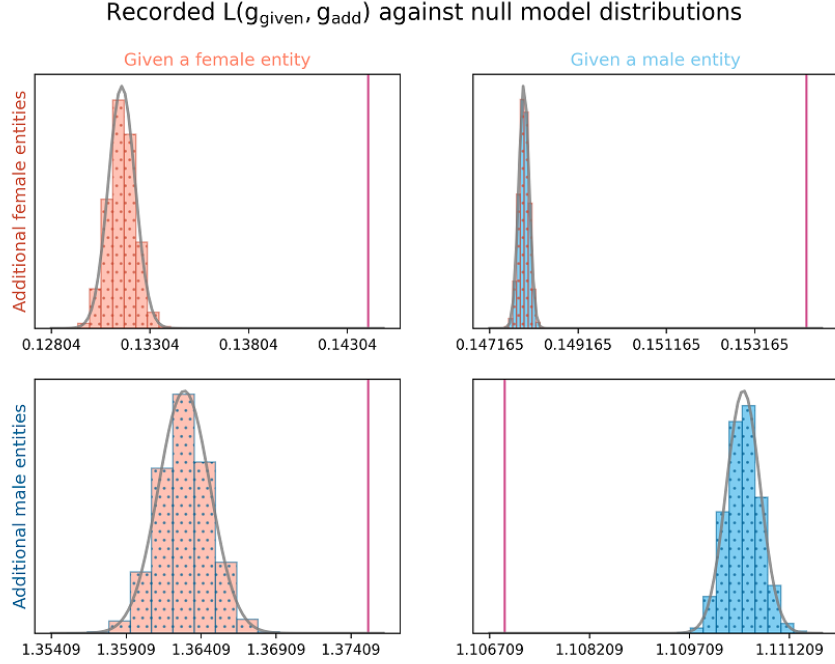 Recorded L(g_given, g_add) against null model distributions
Given a female entity
Given a male entity
Additional female entities
0.12804 0.13304 0.13804 0.14304
0.147165 0.149165 0.151165 0.153165
Additional male entities
1.35409 1.35909 1.36409 1.36909 1.37409
1.106709 1.108209 1.109709 1.111209